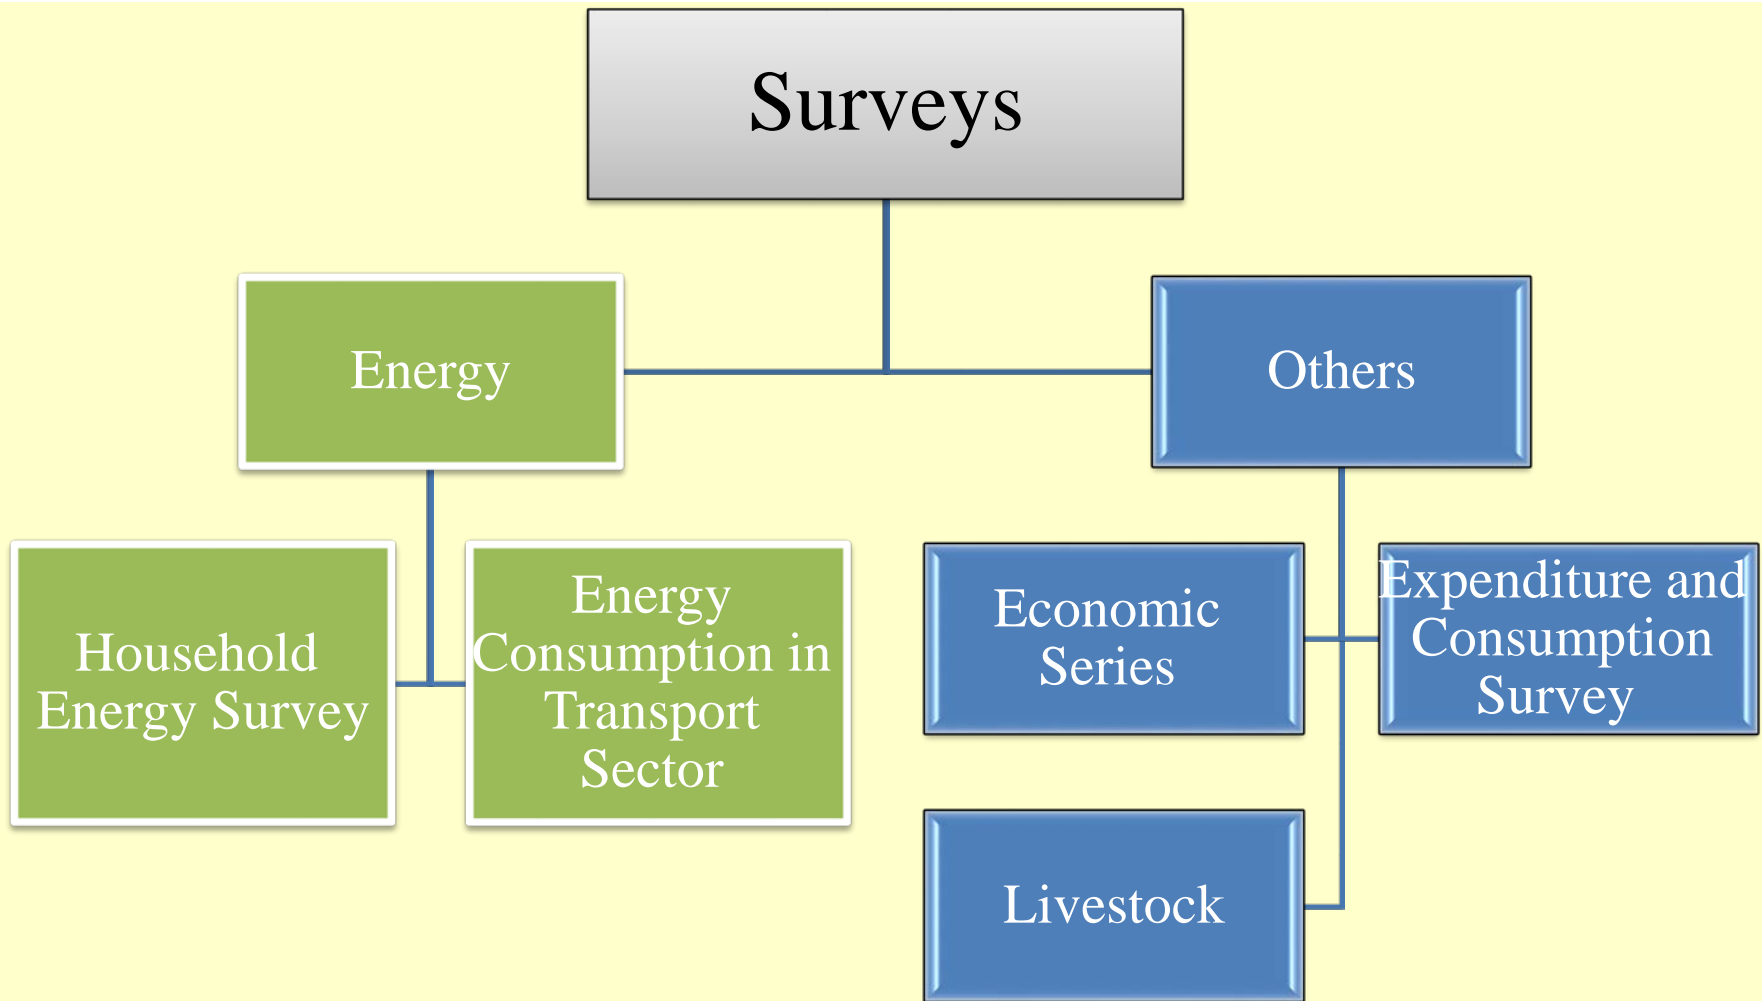 Surveys
Energy
Others
Household
Energy Survey
Energy
Consumption in
Transport
Sector
Economic
Series
Expenditure and
Consumption
Survey
Livestock